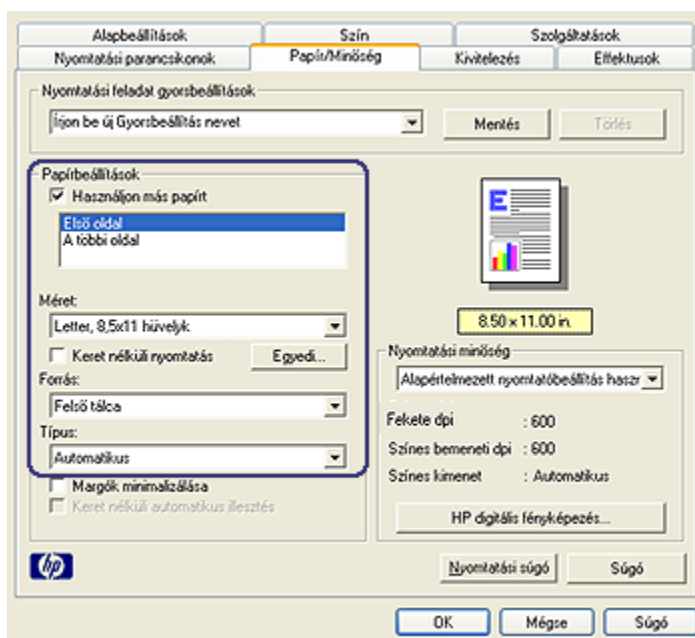 Alapbeállítások Szín Szolgáltatások
Nyomtatási parancsikonok Papír/Minőség Kivitelezés Effektusok
Nyomtatási feladat gyorsbeállítások
Írjon be új Gyorsbeállítás nevet Mentés Törlés
Papírbeállítások
Használjon más papírt
Első oldal
A többi oldal
Méret:
Letter, 8,5x11 hüvelyk
Keret nélküli nyomtatás Egyedi...
Forrás:
Felső tálca
Típus:
Automatikus
Margók minimalizálása
Keret nélküli automatikus illesztés
E
8.50 × 11.00 in.
Nyomtatási minőség
Alapértelmezett nyomtatóbeállítás haszr
Fekete dpi : 600
Színes bemeneti dpi : 600
Színes kimenet : Automatikus
HP digitális fényképezés...
hp
Nyomtatási súgó Súgó
OK Mégse Súgó